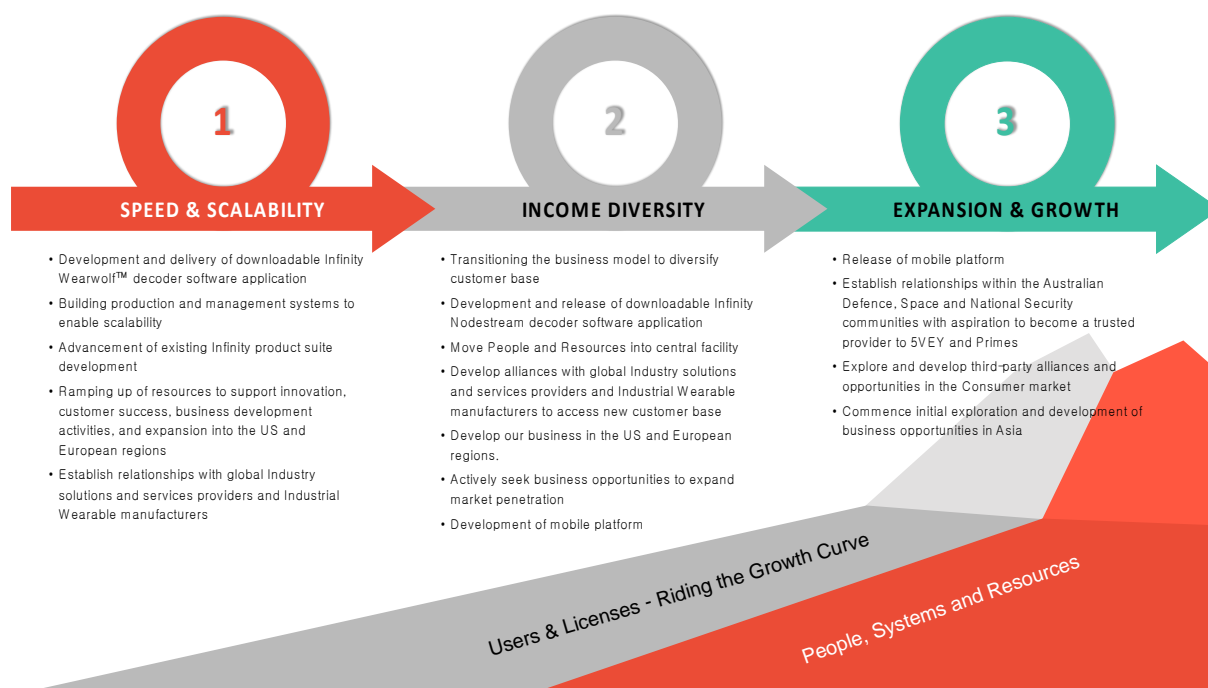 1
SPEED & SCALABILITY
• Development and delivery of downloadable Infinity
Wearwolf™ decoder software application
• Building production and management systems to
enable scalability
• Advancement of existing Infinity product suite
development
• Ramping up of resources to support innovation,
customer success, business development
activities, and expansion into the US and
European regions
• Establish relationships with global Industry
solutions and services providers and Industrial
Wearable manufacturers
2
INCOME DIVERSITY
• Transitioning the business model to diversify
customer base
• Development and release of downloadable Infinity
Nodestream decoder software application
• Move People and Resources into central facility
• Develop alliances with global Industry solutions
and services providers and Industrial Wearable
manufacturers to access new customer base
• Develop our business in the US and European
regions.
• Actively seek business opportunities to expand
market penetration
• Development of mobile platform
3
EXPANSION & GROWTH
• Release of mobile platform
• Establish relationships within the Australian
Defence, Space and National Security
communities with aspiration to become a trusted
provider to 5VEY and Primes
• Explore and develop third-party alliances and
opportunities in the Consumer market
• Commence initial exploration and development of
business opportunities in Asia
Users & Licenses - Riding the Growth Curve
People, Systems and Resources